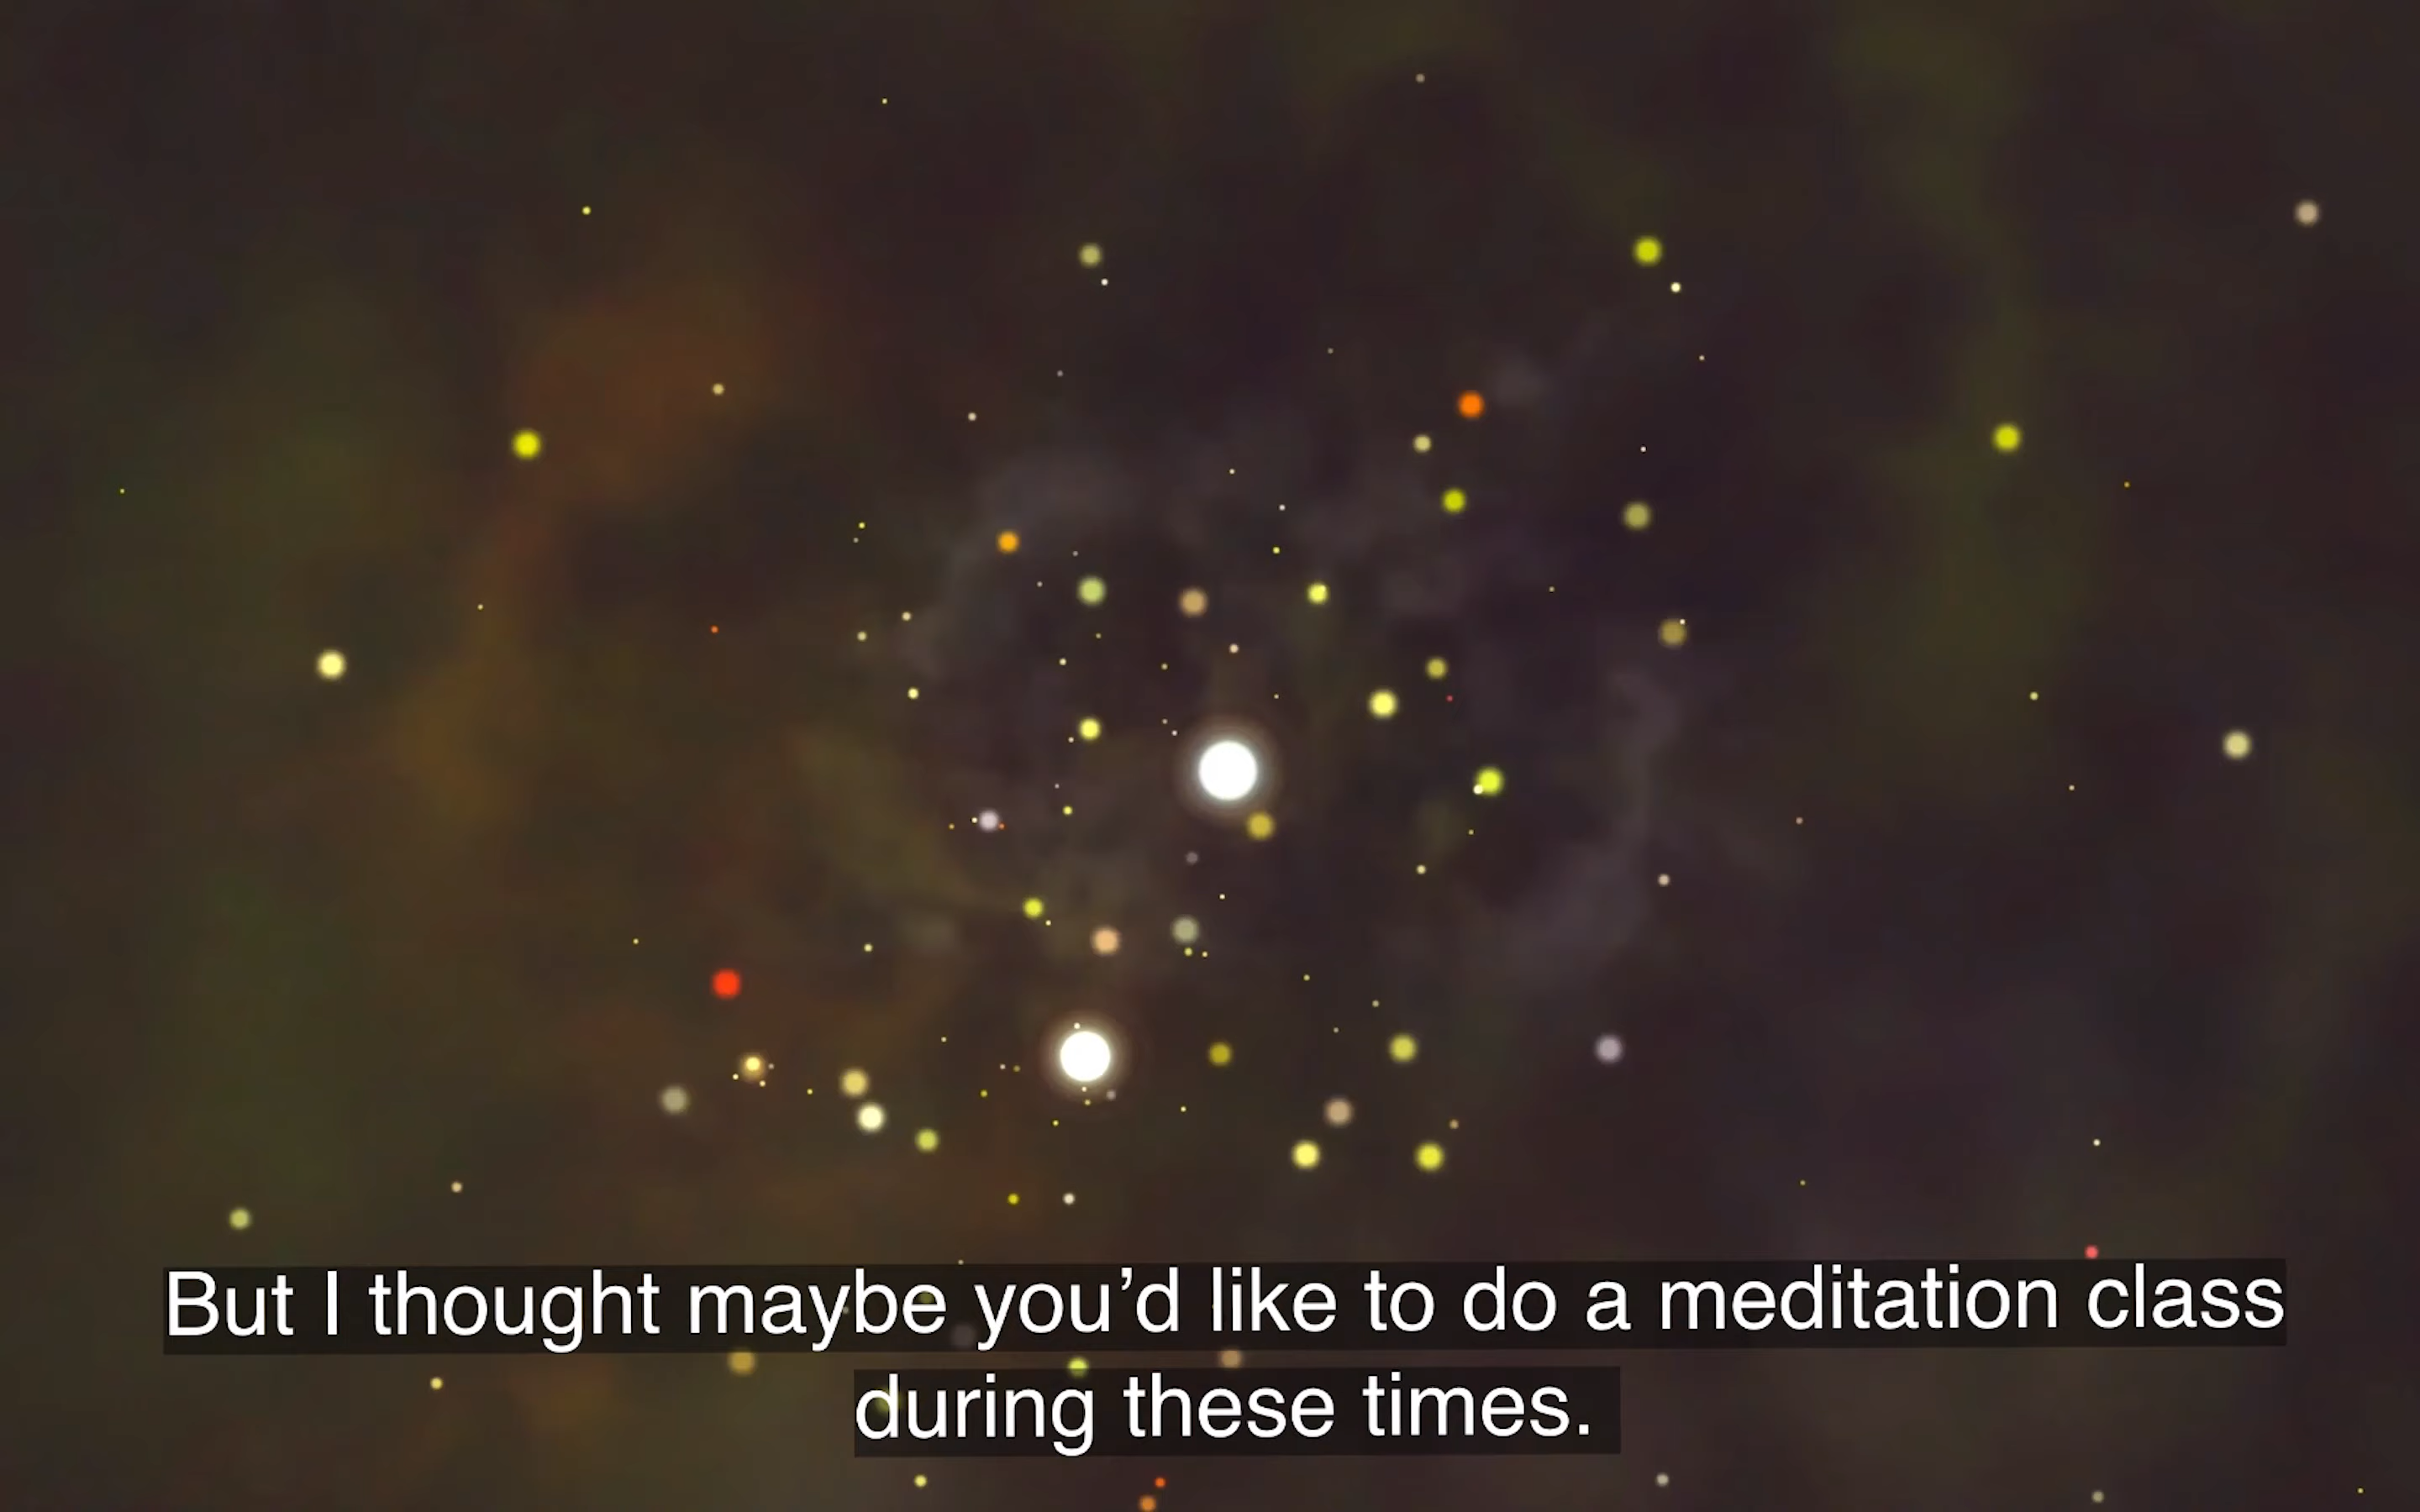 But I thought maybe you’d like to do a meditation class
during these times.